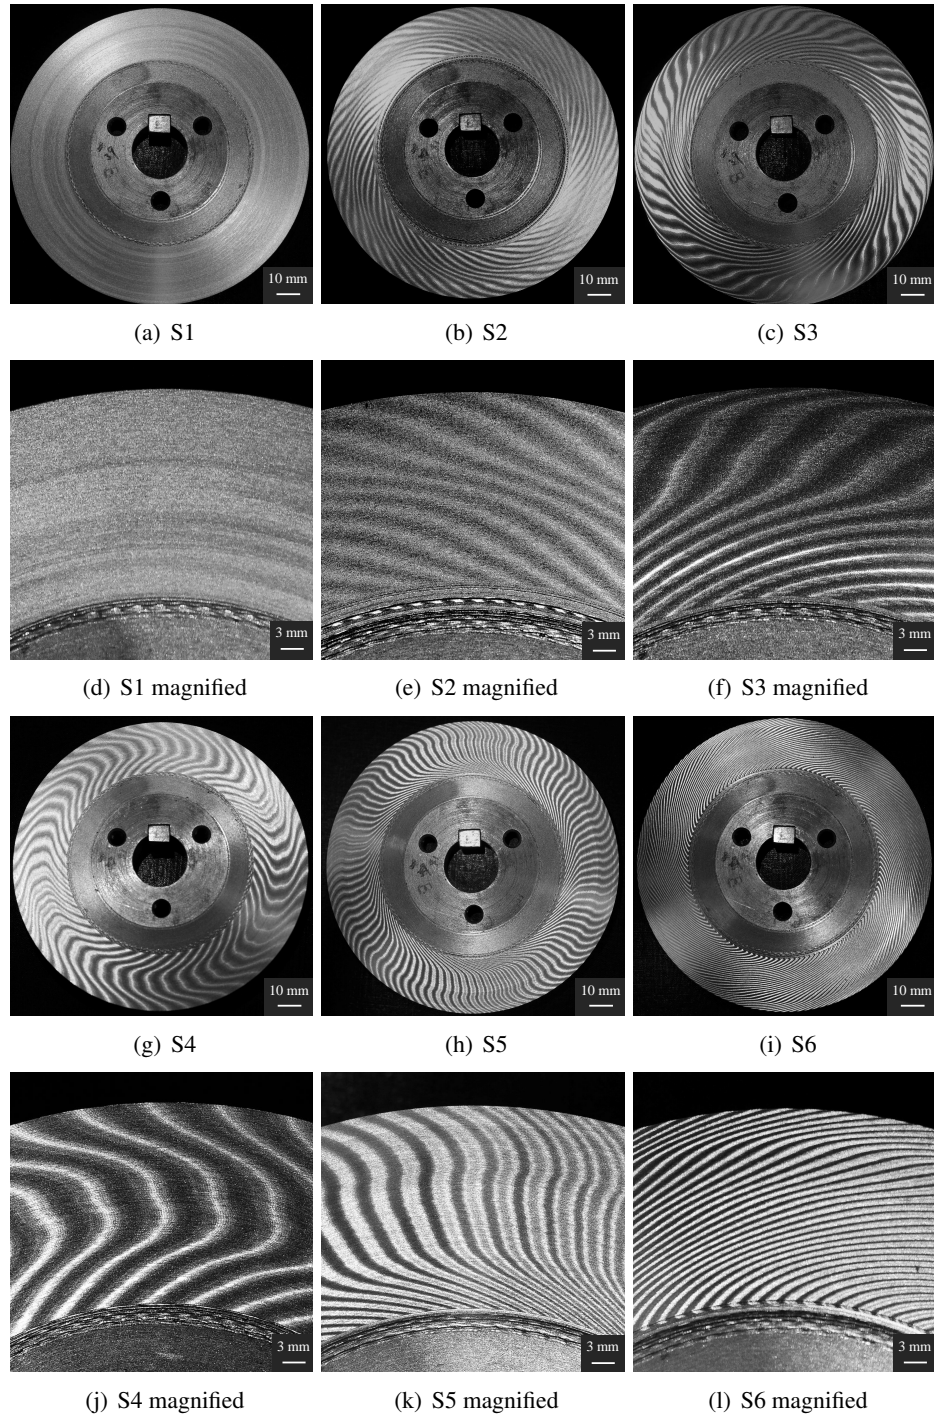 10 mm
10 mm
10 mm
(a) S1
(b) S2
(c) S3
3 mm
3 mm
3 mm
(d) S1 magnified
(e) S2 magnified
(f) S3 magnified
10 mm
10 mm
10 mm
(g) S4
(h) S5
(i) S6
3 mm
3 mm
3 mm
(j) S4 magnified
(k) S5 magnified
(l) S6 magnified